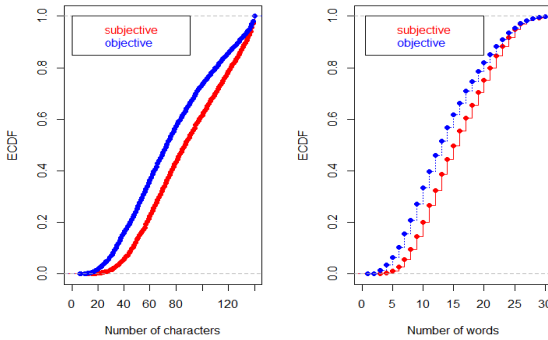 subjective
objective
ECDF
0.0 0.2 0.4 0.6 0.8 1.0
0 20 40 60 80 120
Number of characters
subjective
objective
ECDF
0.0 0.2 0.4 0.6 0.8 1.0
0 5 10 15 20 25 30
Number of words